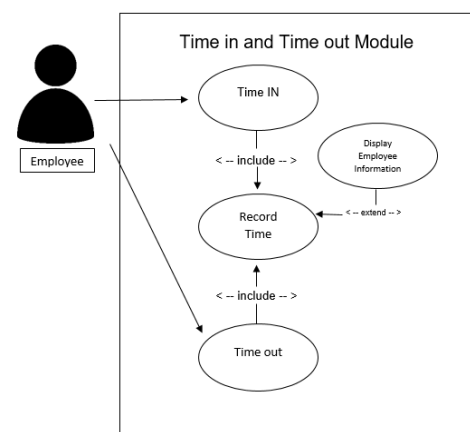 Time in and Time out Module
Time IN
Employee
< -- include -- >
Display
Employee
Information
Record
Time
< -- extend -- >
< -- include -- >
Time out